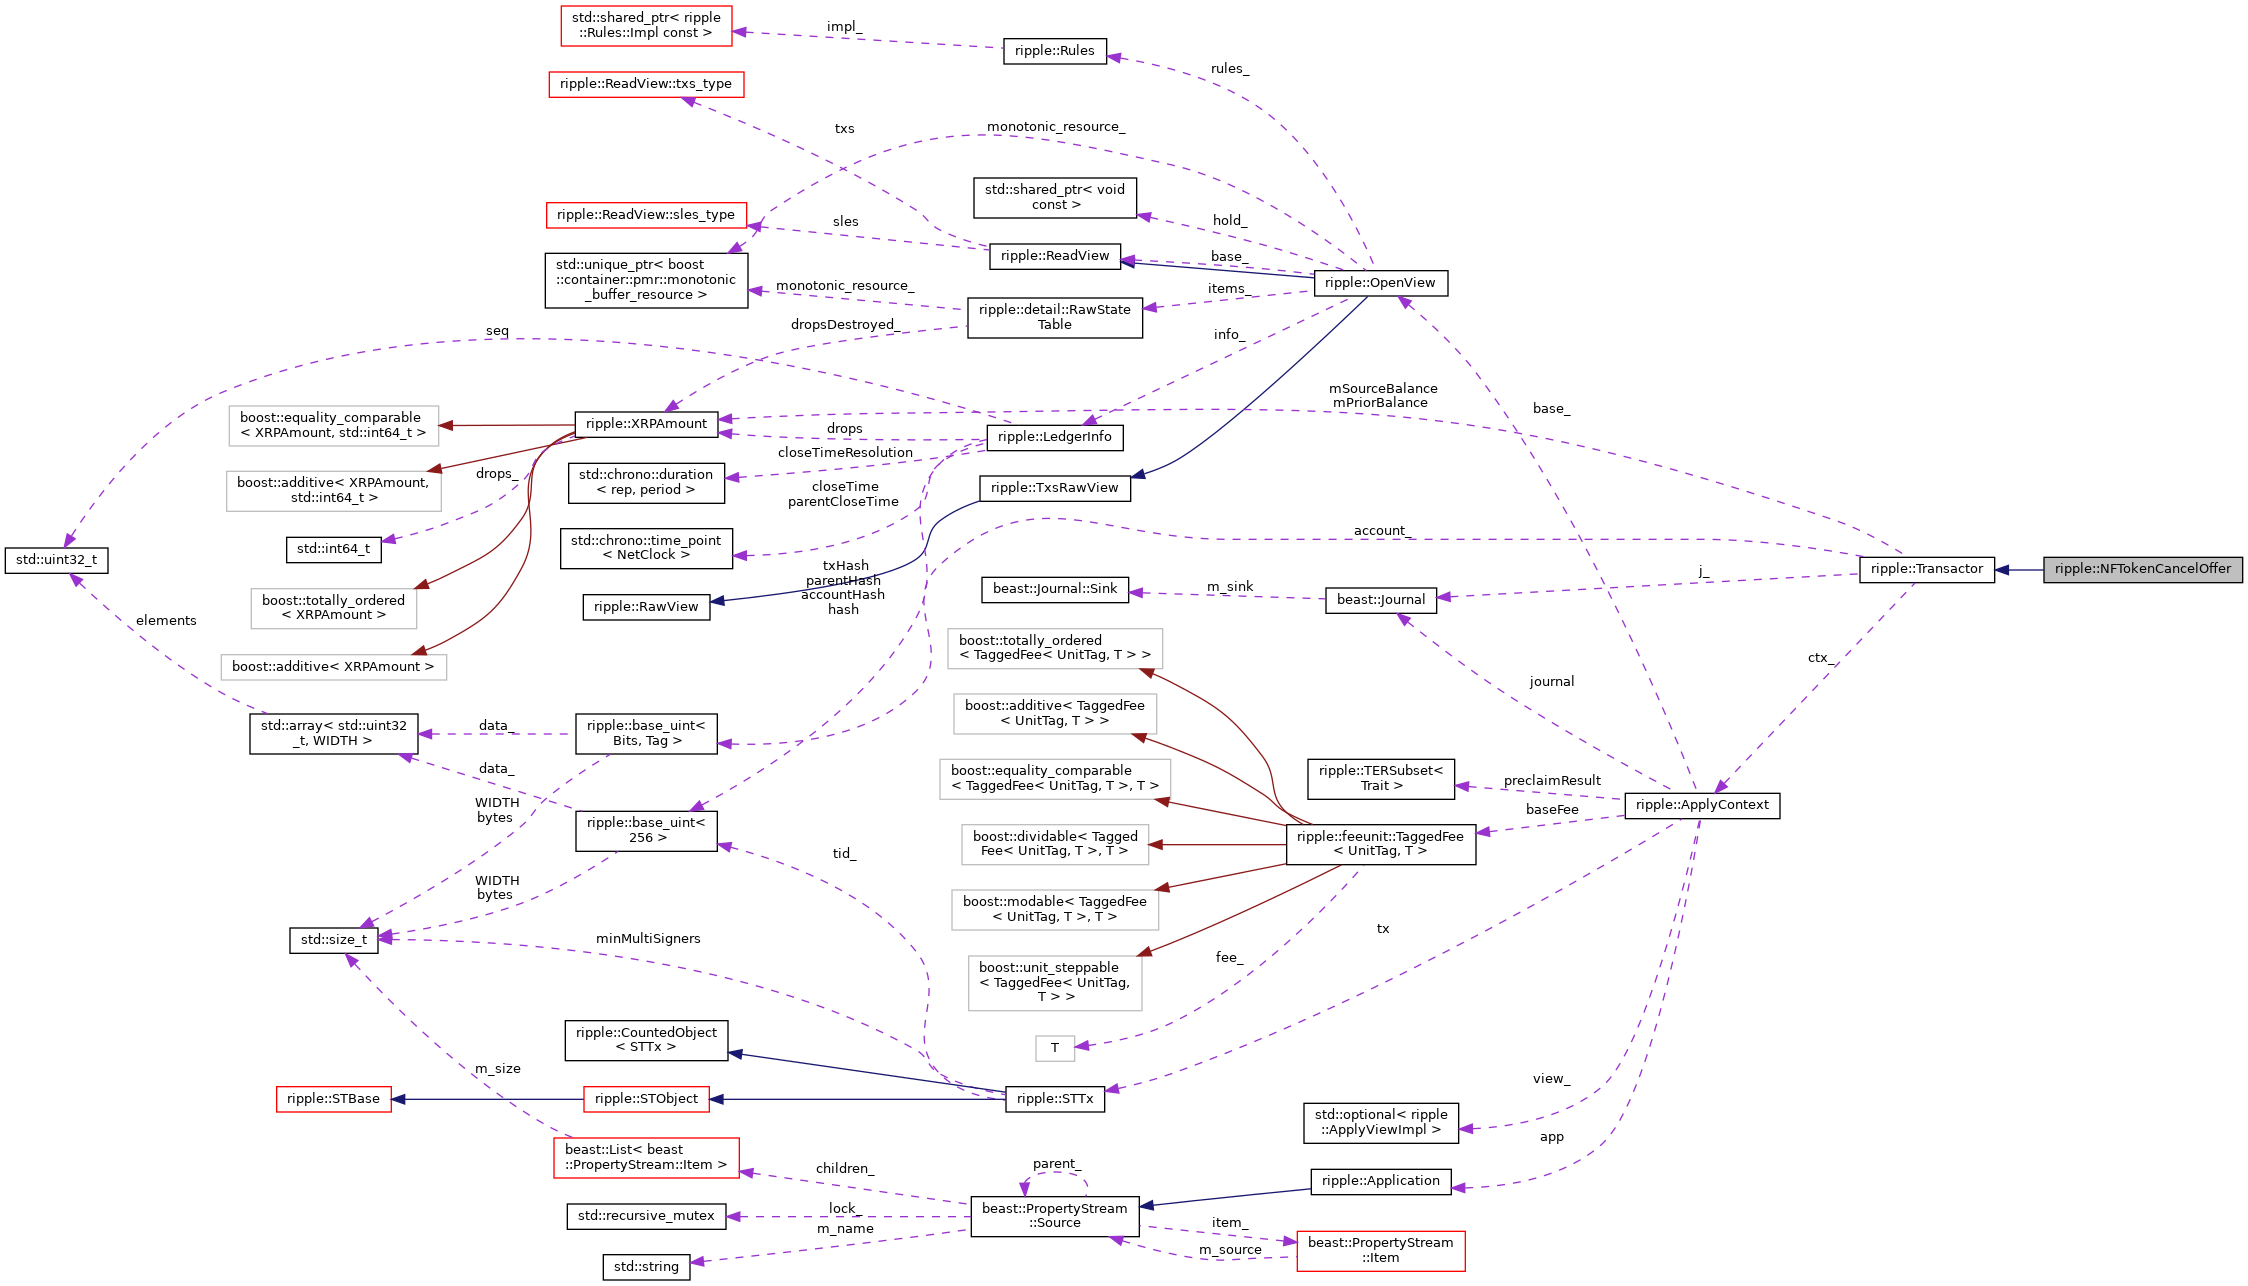 std::shared_ptr< ripple
::Rules::Impl const >
impl_
ripple::Rules
rules_
ripple::ReadView::txs_type
txs
monotonic_resource_
std::shared_ptr< void
const >
hold_
ripple::ReadView::sles_type
sles
ripple::ReadView
base_
std::unique_ptr< boost
::container::pmr::monotonic
_buffer_resource >
monotonic_resource_
ripple::detail::RawState
Table
items_
ripple::OpenView
seq
dropsDestroyed_
info_
mSourceBalance
mPriorBalance
base_
boost::equality_comparable
< XRPAmount, std::int64_t >
ripple::XRPAmount
drops
ripple::LedgerInfo
closeTimeResolution
boost::additive< XRPAmount,
std::int64_t >
drops_
std::chrono::duration
< rep, period >
closeTime
parentCloseTime
ripple::TxsRawView
std::int64_t
std::chrono::time_point
< NetClock >
account_
std::uint32_t
txHash
parentHash
accountHash
hash
ripple::Transactor
ripple::NFTokenCancelOffer
boost::totally_ordered
< XRPAmount >
ripple::RawView
beast::Journal::Sink
m_sink
beast::Journal
j_
elements
boost::additive< XRPAmount >
boost::totally_ordered
< TaggedFee< UnitTag, T > >
ctx_
journal
std::array< std::uint32
_t, WIDTH >
data_
ripple::base_uint<
Bits, Tag >
boost::additive< TaggedFee
< UnitTag, T > >
data_
boost::equality_comparable
< TaggedFee< UnitTag, T >, T >
ripple::TERSubset<
Trait >
preclaimResult
WIDTH
bytes
ripple::base_uint<
256 >
baseFee
ripple::ApplyContext
boost::dividable< Tagged
Fee< UnitTag, T >, T >
ripple::feeunit::TaggedFee
< UnitTag, T >
tid_
WIDTH
bytes
boost::modable< TaggedFee
< UnitTag, T >, T >
std::size_t
minMultiSigners
tx
boost::unit_steppable
< TaggedFee< UnitTag,
T > >
fee_
ripple::CountedObject
< STTx >
T
m_size
view_
ripple::STBase
ripple::STObject
ripple::STTx
std::optional< ripple
::ApplyViewImpl >
app
beast::List< beast
::PropertyStream::Item >
children_
parent_
ripple::Application
std::recursive_mutex
lock_
beast::PropertyStream
::Source
m_name
item_
m_source
beast::PropertyStream
::Item
std::string